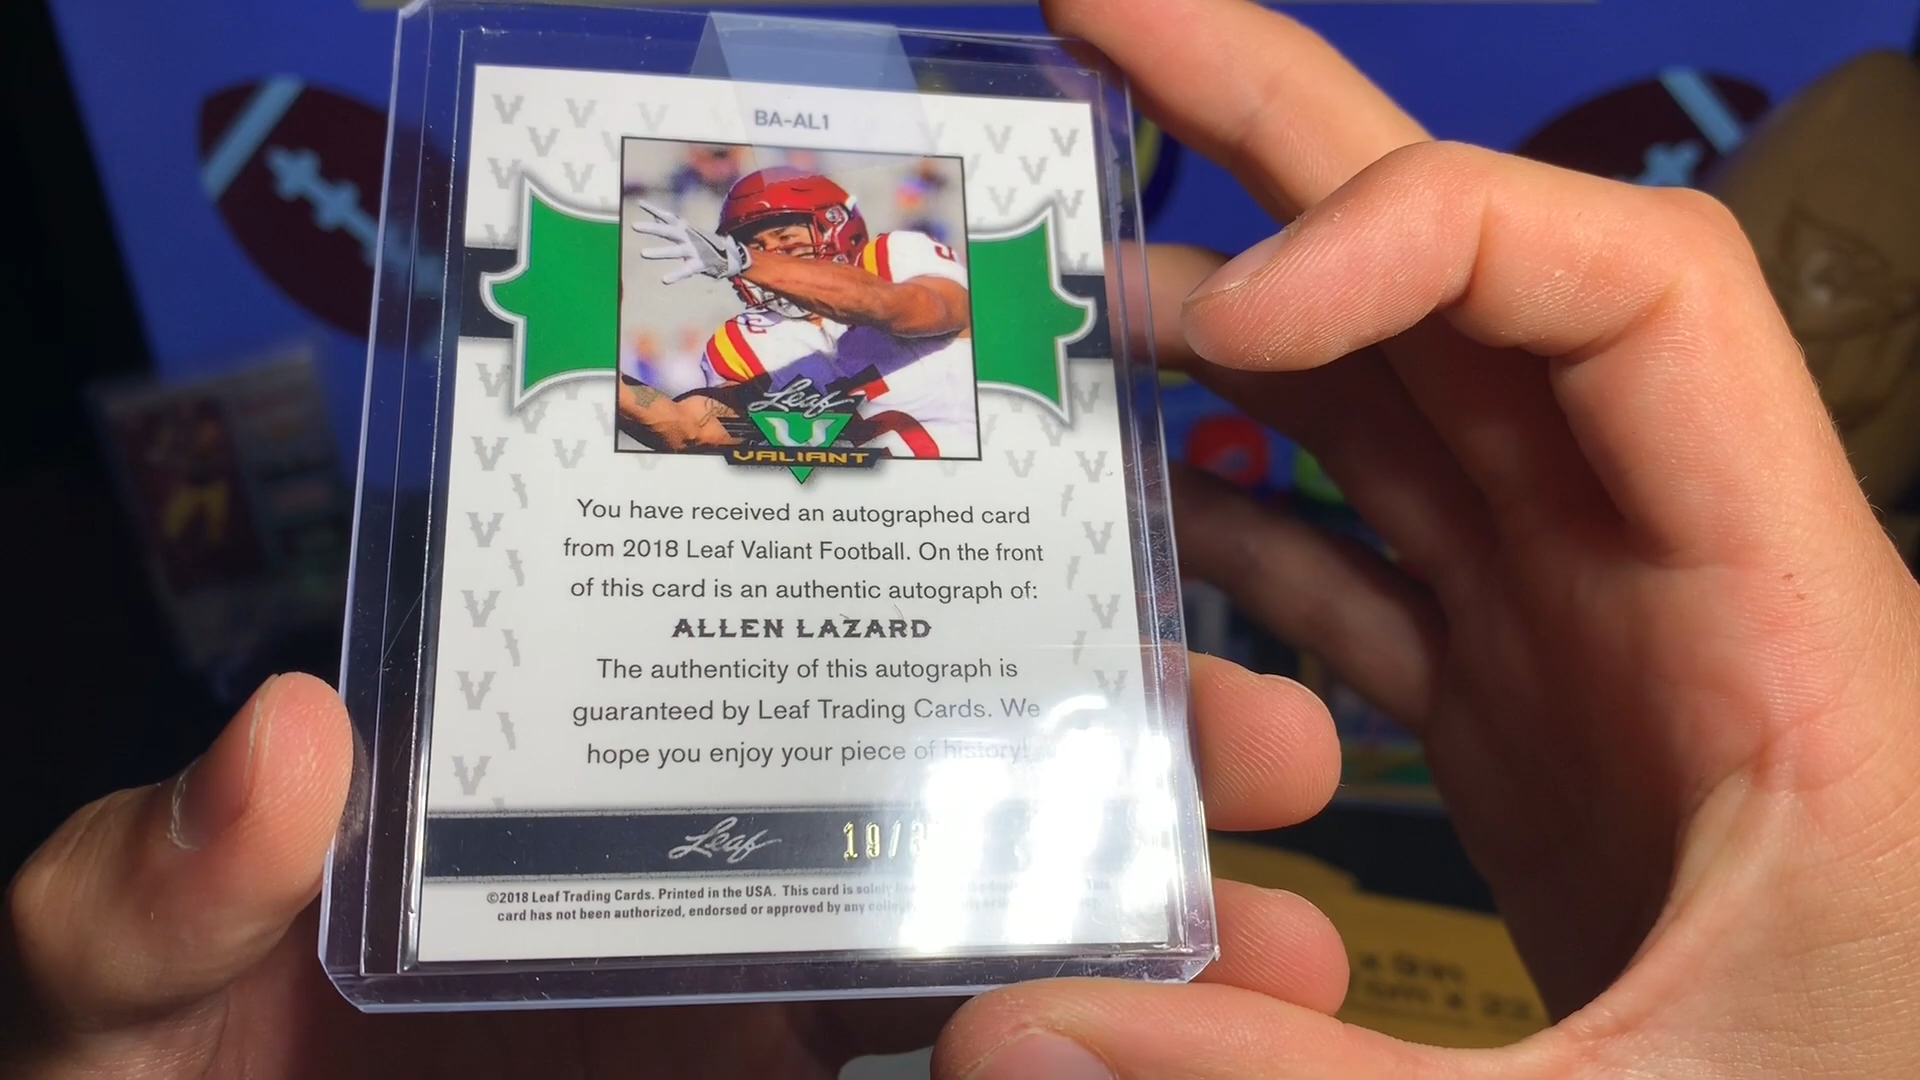 BA-AL1
Leaf
VALIANT
You have received an autographed card
from 2018 Leaf Valiant Football. On the front
of this card is an authentic autograph of:
ALLEN LAZARD
The authenticity of this autograph is
guaranteed by Leaf Trading Cards. We
hope you enjoy your piece of history!
Leaf
©2018 Leaf Trading Cards. Printed in the USA. This card is solely
card has not been authorized, endorsed or approved by any